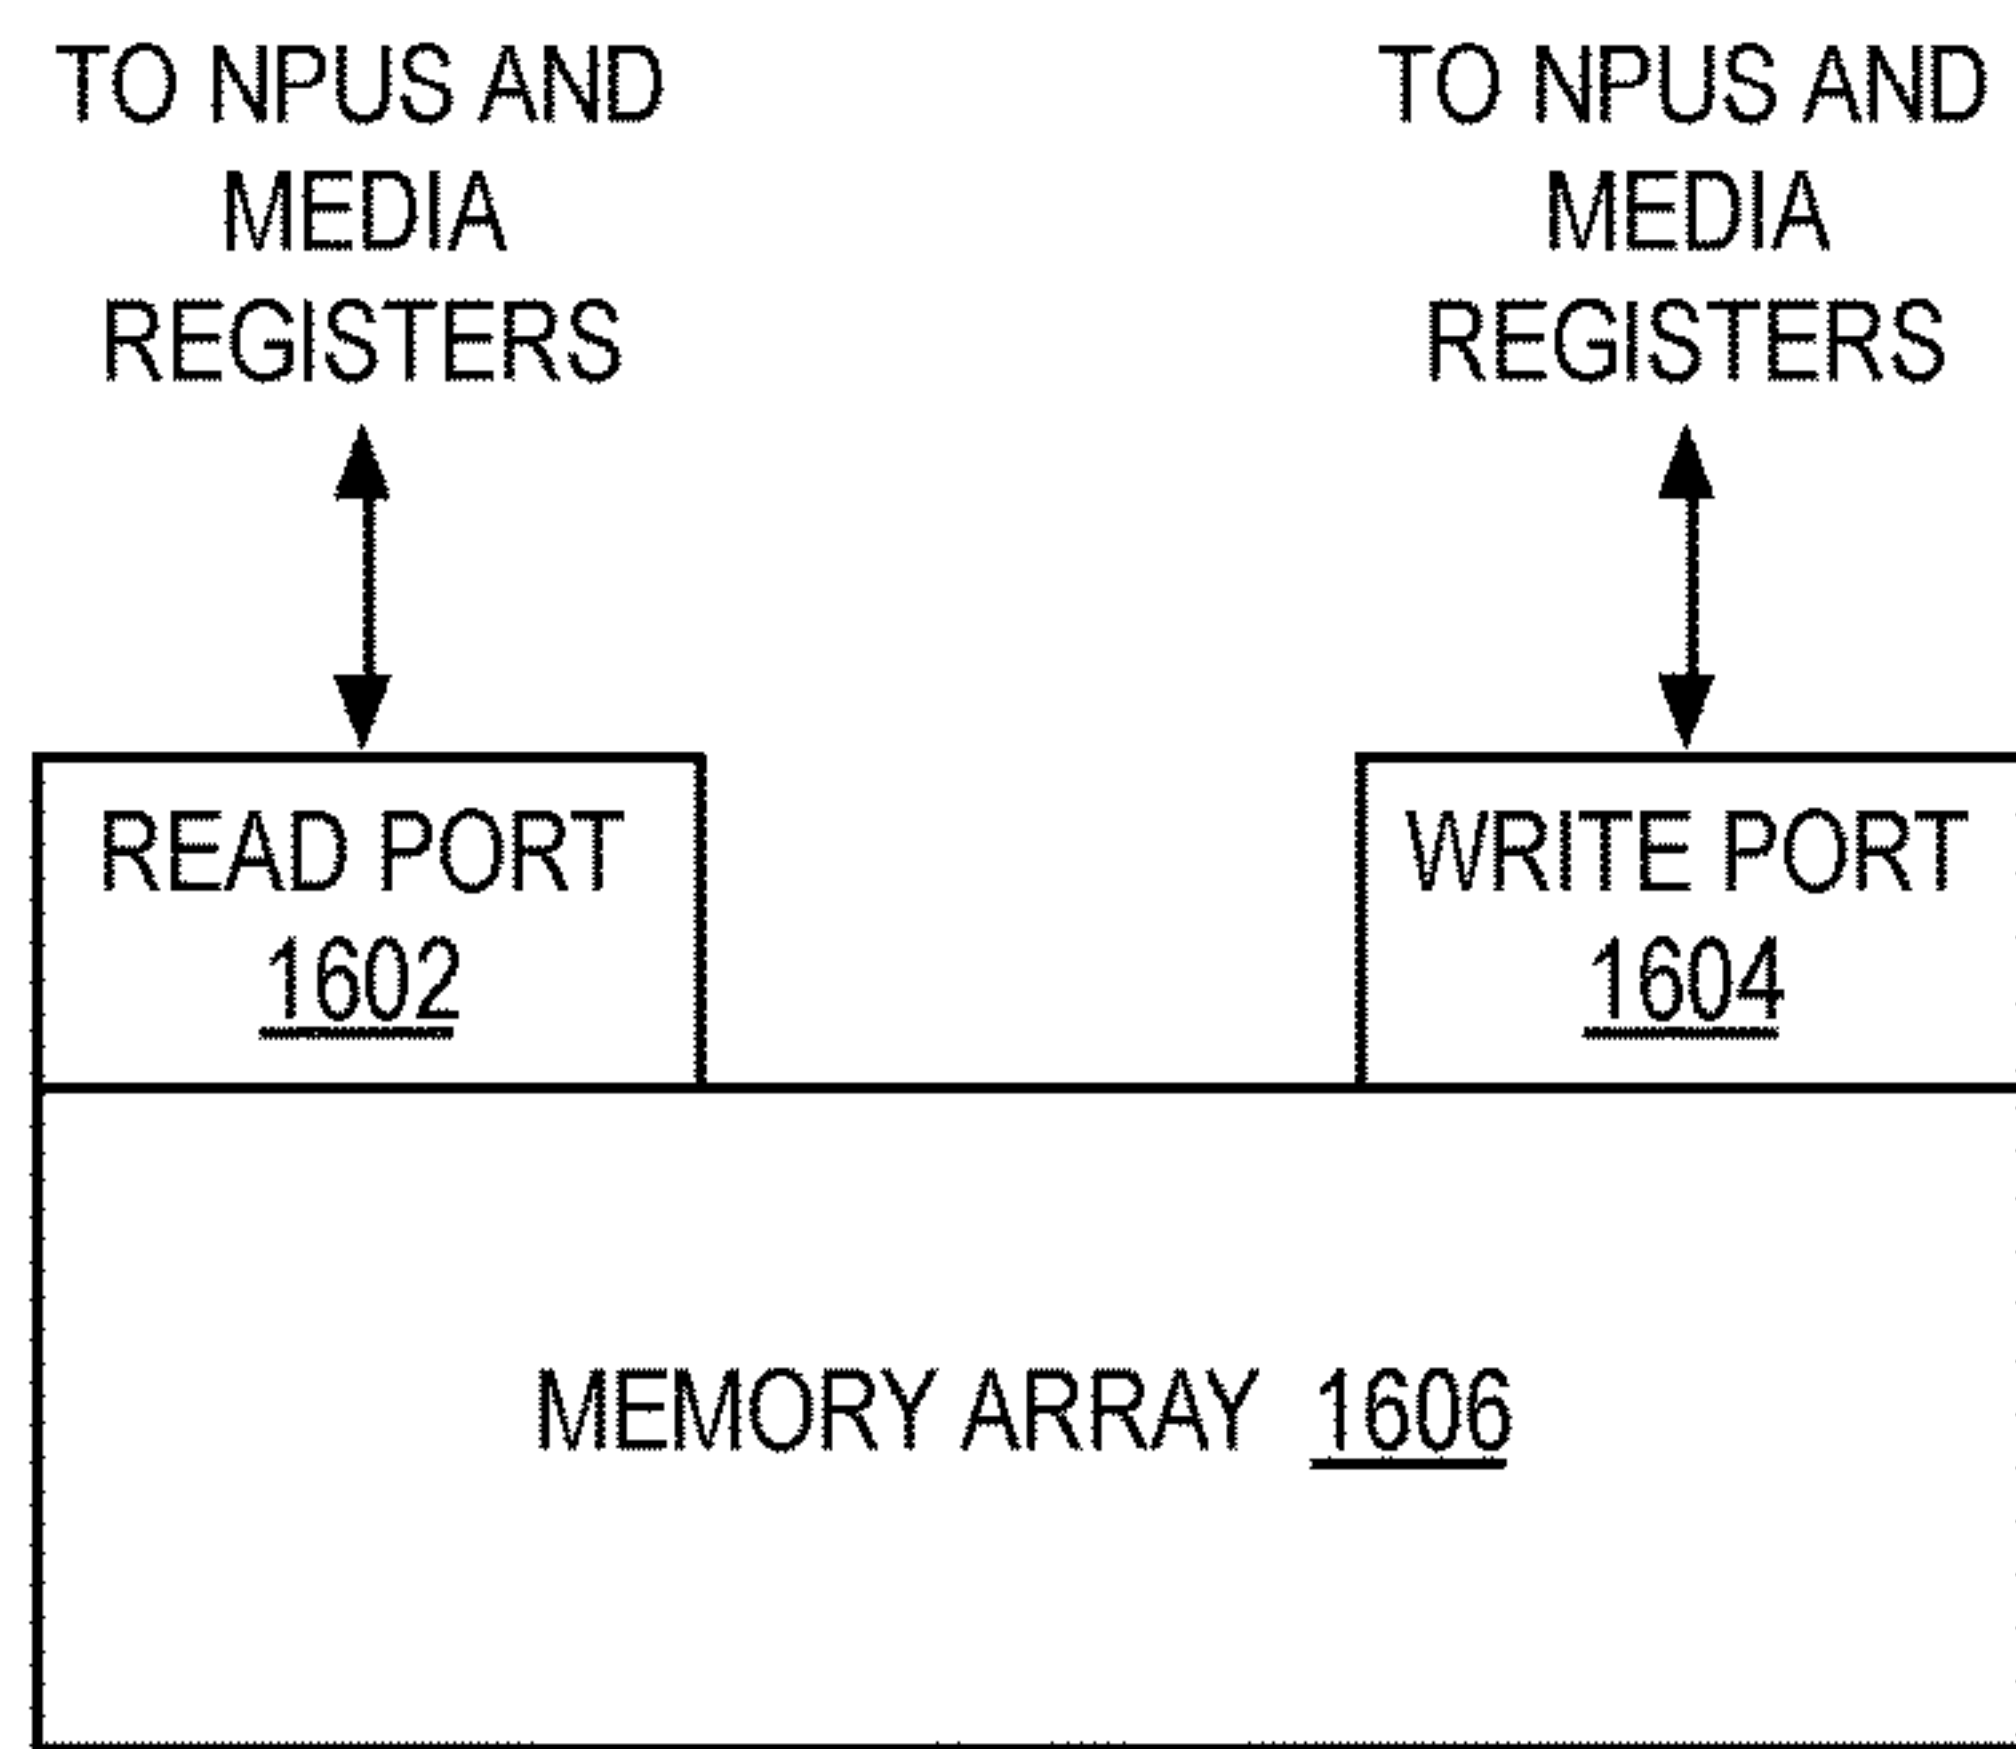 TO NPUS AND
MEDIA
REGISTERS
TO NPUS AND
MEDIA
REGISTERS
READ PORT
1602
WRITE PORT
1604
MEMORY ARRAY 1606